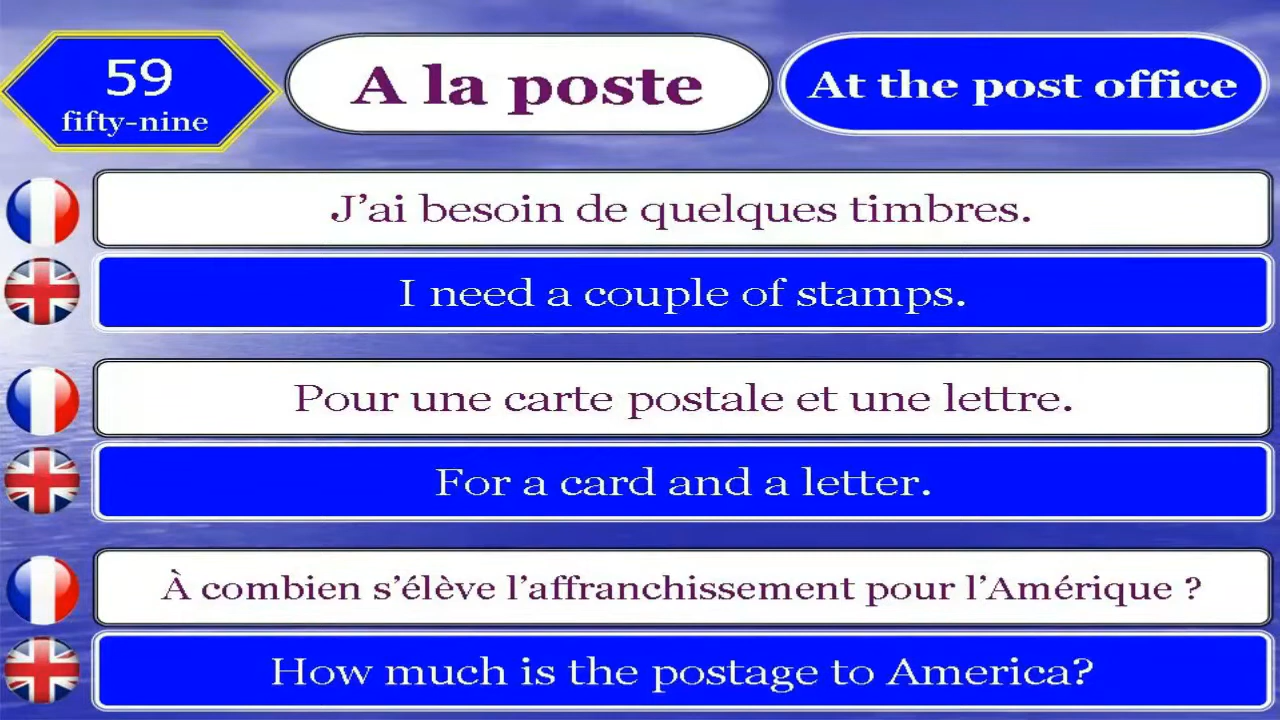 59
fifty-nine
A la poste
At the post office
J’ai besoin de quelques timbres.
I need a couple of stamps.
Pour une carte postale et une lettre.
For a card and a letter.
À combien s’élève l’affranchissement pour l’Amérique ?
How much is the postage to America?